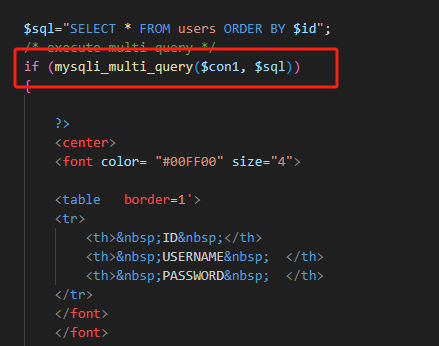 $sql="SELECT * FROM users ORDER BY $id";
/* execute multi query */
if (mysqli_multi_query($con1, $sql))
{
?>
<center>
<font color= "#00FF00" size="4">
<table   border=1'>
<tr>
<th>&nbsp;ID&nbsp;</th>
<th>&nbsp;USERNAME&nbsp;  </th>
<th>&nbsp;PASSWORD&nbsp;  </th>
</tr>
</font>
</font>